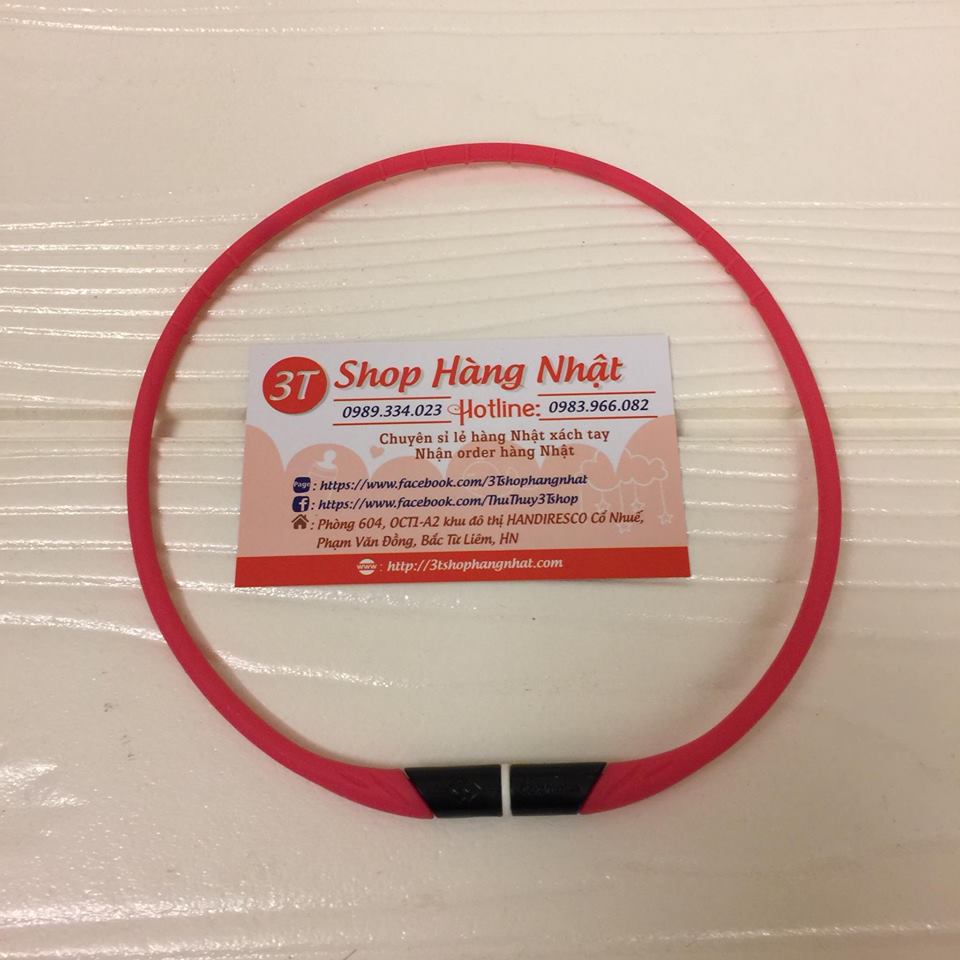 3T Shop Hàng Nhật
0989.334.023 Hotline: 0983.966.082
Chuyên sỉ lẻ hàng Nhật xách tay
Nhận order hàng Nhật
Page : https://www.facebook.com/3Tshophangnhat
f : https://www.facebook.com/ThuThuy3Tshop
: Phòng 604, OCT1-A2 khu đô thị HANDIRESCO Cổ Nhuế,
Phạm Văn Đồng, Bắc Từ Liêm, HN
www : http://3tshophangnhat.com